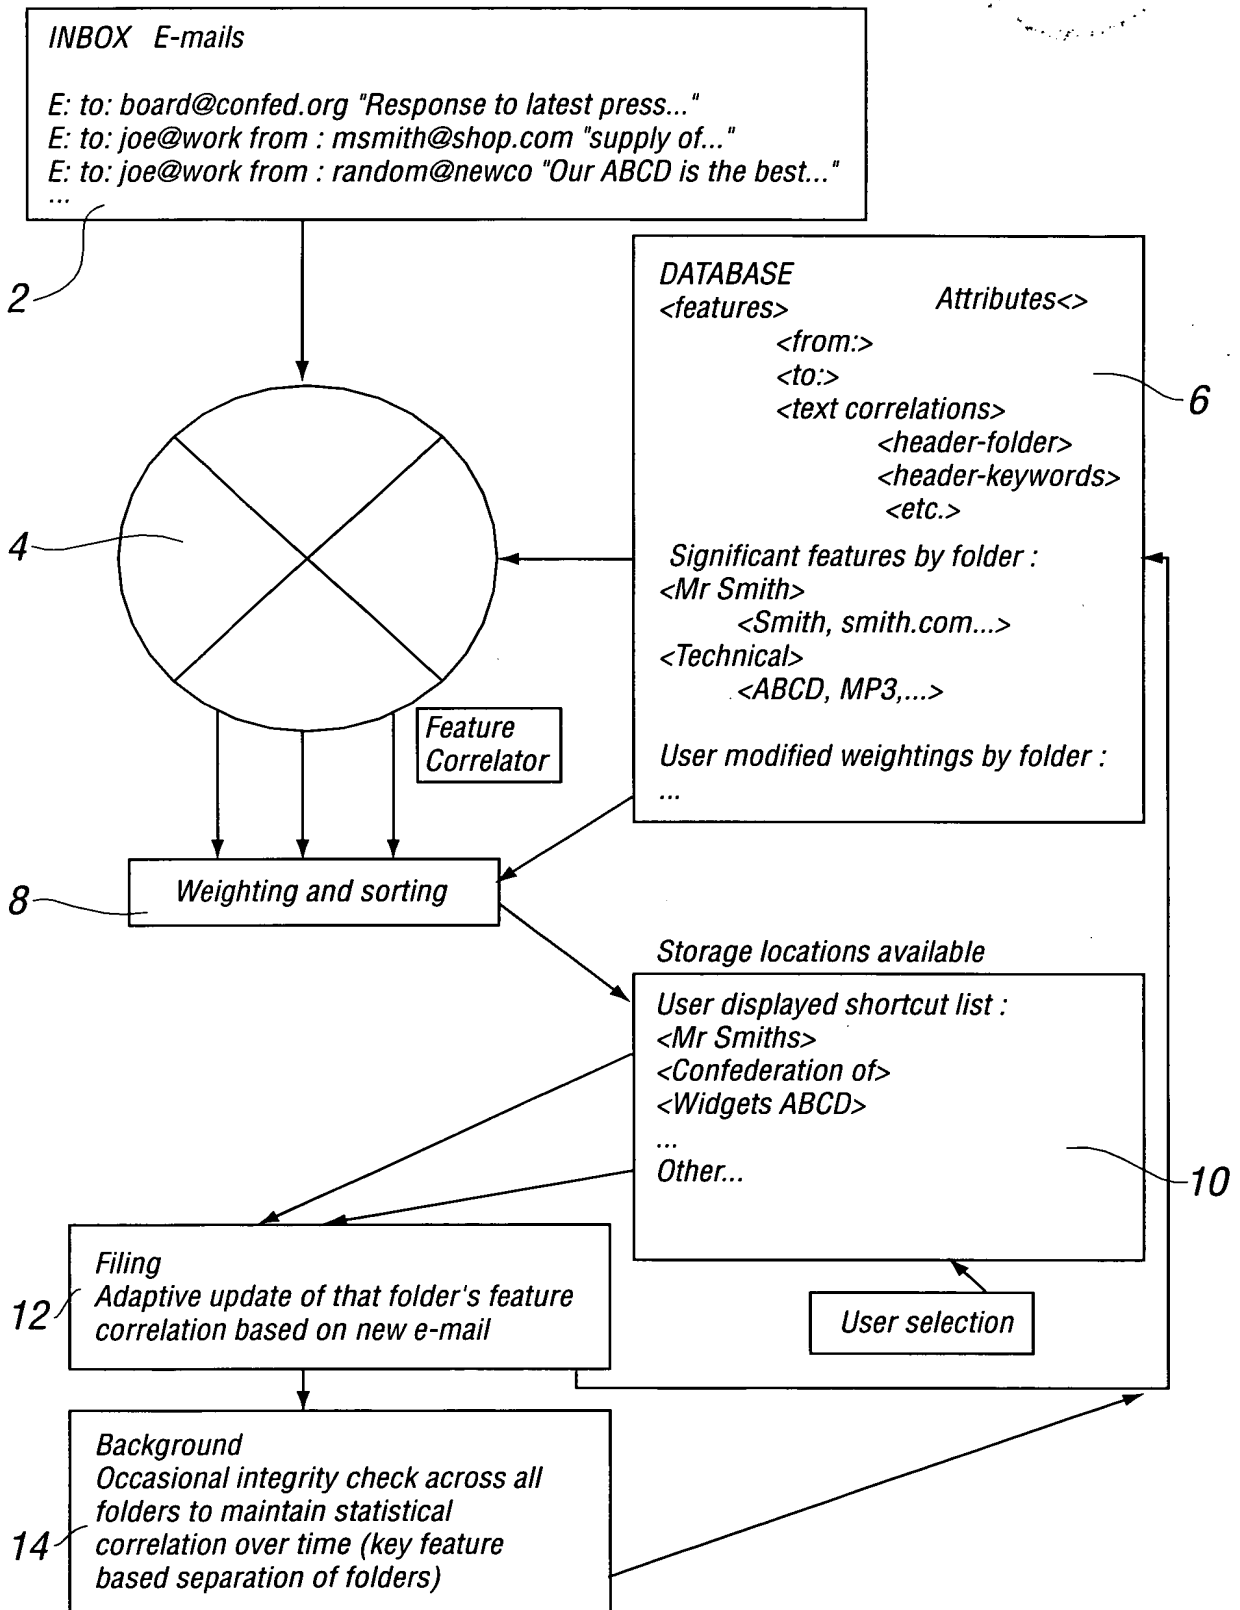 INBOX E-mails
E: to: board@confed.org "Response to latest press..."
E: to: joe@work from : msmith@shop.com "supply of..."
E: to: joe@work from : random@newco "Our ABCD is the best..."
...
2
DATABASE
<features> Attributes<>
<from:>
<to:>
<text correlations>
<header-folder>
<header-keywords>
<etc.>
6
Significant features by folder :
<Mr Smith>
<Smith, smith.com...>
<Technical>
<ABCD, MP3,...>
User modified weightings by folder :
...
4
Feature
Correlator
Weighting and sorting
8
Storage locations available
User displayed shortcut list :
<Mr Smiths>
<Confederation of>
<Widgets ABCD>
...
Other...
10
User selection
Filing
Adaptive update of that folder's feature
correlation based on new e-mail
12
Background
Occasional integrity check across all
folders to maintain statistical
correlation over time (key feature
based separation of folders)
14